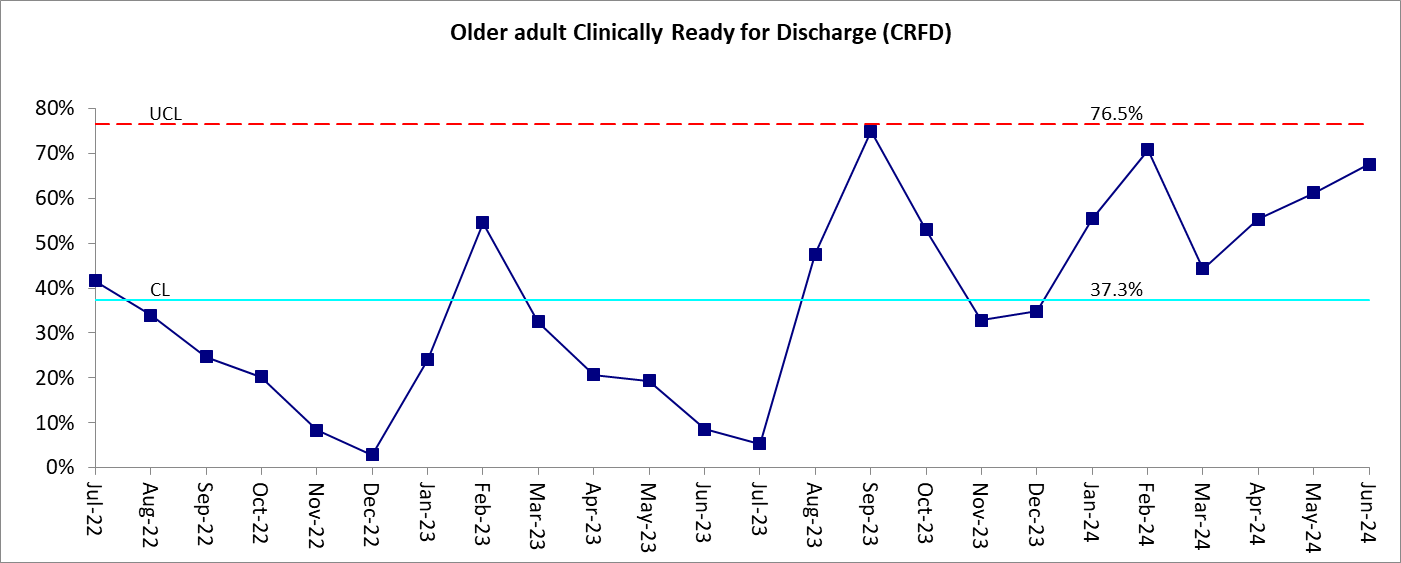 Older adult Clinically Ready for Discharge (CRFD)
80%
70%
60%
50%
40%
30%
20%
10%
0%
UCL
76.5%
CL
37.3%
Jul-22
Aug-22
Sep-22
Oct-22
Nov-22
Dec-22
Jan-23
Feb-23
Mar-23
Apr-23
May-23
Jun-23
Jul-23
Aug-23
Sep-23
Oct-23
Nov-23
Dec-23
Jan-24
Feb-24
Mar-24
Apr-24
May-24
Jun-24